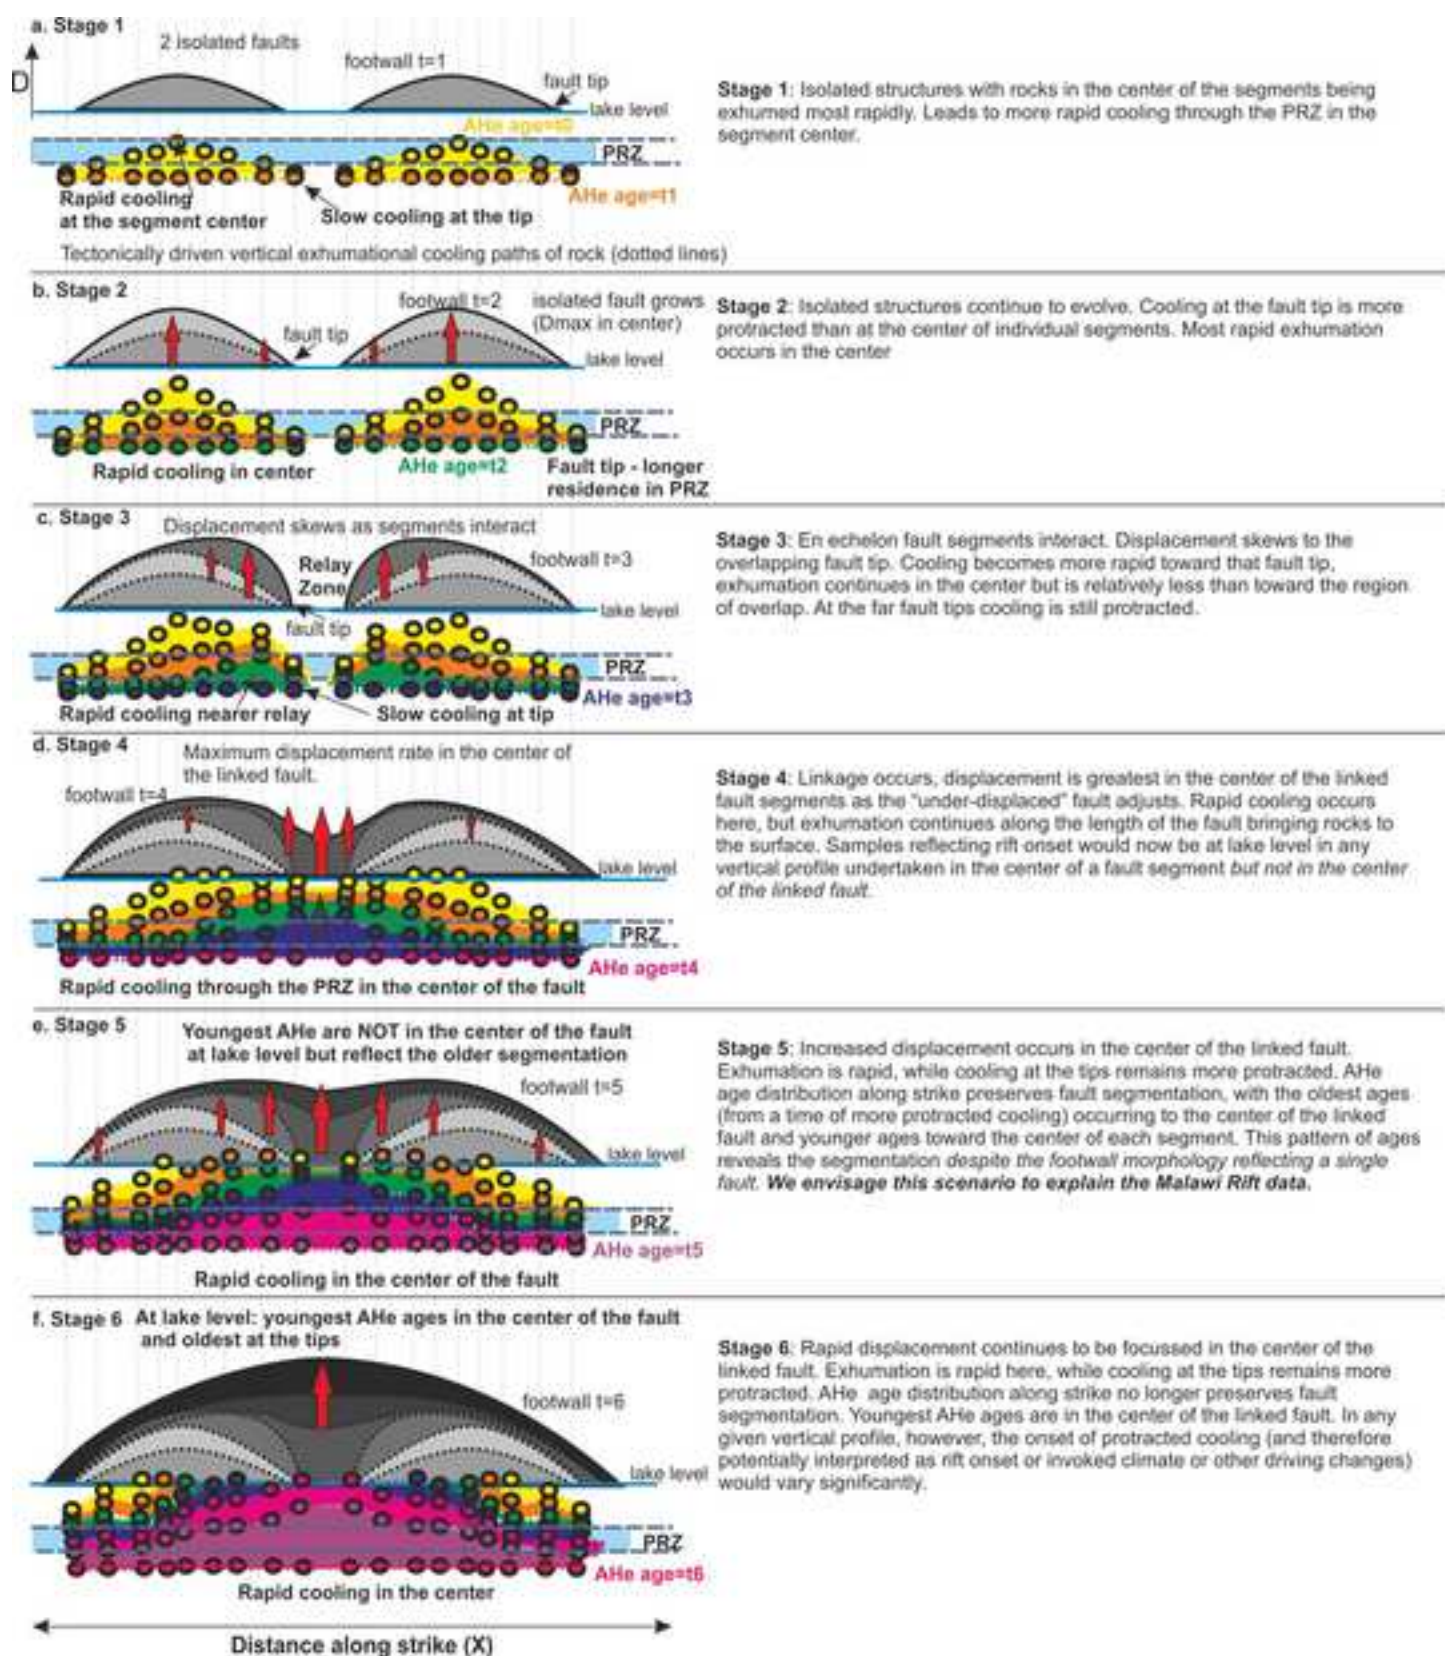 a. Stage 1
2 isolated faults
footwall t=1
fault tip
D
lake level
AHe age=t0
PRZ
AHe age=t1
Rapid cooling
at the segment center
Slow cooling at the tip
Tectonically driven vertical exhumational cooling paths of rock (dotted lines)
Stage 1: Isolated structures with rocks in the center of the segments being
exhumed most rapidly. Leads to more rapid cooling through the PRZ in the
segment center.
b. Stage 2
footwall t=2
isolated fault grows
(Dmax in center)
fault tip
lake level
PRZ
Rapid cooling in center
AHe age=t2
Fault tip - longer
residence in PRZ
Stage 2: Isolated structures continue to evolve. Cooling at the fault tip is more
protracted than at the center of individual segments. Most rapid exhumation
occurs in the center
c. Stage 3
Displacement skews as segments interact
Relay
Zone
footwall t=3
lake level
fault tip
PRZ
AHe age=t3
Rapid cooling nearer relay
Slow cooling at tip
Stage 3: En echelon fault segments interact. Displacement skews to the
overlapping fault tip. Cooling becomes more rapid toward that fault tip,
exhumation continues in the center but is relatively less than toward the region
of overlap. At the far fault tips cooling is still protracted.
d. Stage 4
Maximum displacement rate in the center of
the linked fault.
footwall t=4
lake level
PRZ
AHe age=t4
Rapid cooling through the PRZ in the center of the fault
Stage 4: Linkage occurs, displacement is greatest in the center of the linked
fault segments as the "under-displaced" fault adjusts. Rapid cooling occurs
here, but exhumation continues along the length of the fault bringing rocks to
the surface. Samples reflecting rift onset would now be at lake level in any
vertical profile undertaken in the center of a fault segment but not in the center
of the linked fault.
e. Stage 5
Youngest AHe are NOT in the center of the fault
at lake level but reflect the older segmentation
footwall t=5
lake level
PRZ
AHe age=t5
Rapid cooling in the center of the fault
Stage 5: Increased displacement occurs in the center of the linked fault.
Exhumation is rapid, while cooling at the tips remains more protracted. AHe
age distribution along strike preserves fault segmentation, with the oldest ages
(from a time of more protracted cooling) occurring to the center of the linked
fault and younger ages toward the center of each segment. This pattern of ages
reveals the segmentation despite the footwall morphology reflecting a single
fault. We envisage this scenario to explain the Malawi Rift data.
f. Stage 6
At lake level: youngest AHe ages in the center of the fault
and oldest at the tips
footwall t=6
lake level
PRZ
AHe age=t6
Rapid cooling in the center
Stage 6: Rapid displacement continues to be focussed in the center of the
linked fault. Exhumation is rapid here, while cooling at the tips remains more
protracted. AHe age distribution along strike no longer preserves fault
segmentation. Youngest AHe ages are in the center of the linked fault. In any
given vertical profile, however, the onset of protracted cooling (and therefore
potentially interpreted as rift onset or invoked climate or other driving changes)
would vary significantly.
Distance along strike (X)